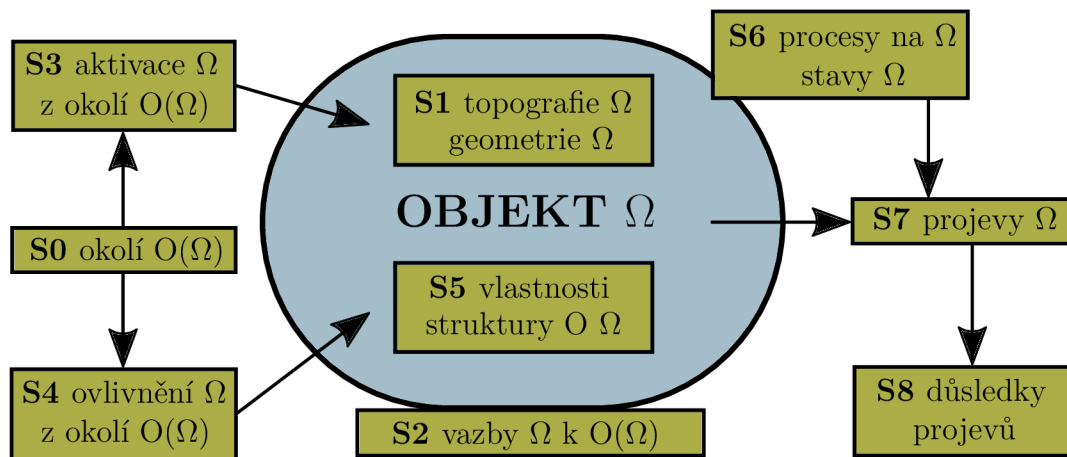 S3 aktivace Ω
z okolí O(Ω)
S0 okolí O(Ω)
S4 ovlivnění Ω
z okolí O(Ω)
S1 topografie Ω
geometrie Ω
OBJEKT Ω
S5 vlastnosti
struktury O Ω
S2 vazby Ω k O(Ω)
S6 procesy na Ω
stavy Ω
S7 projevy Ω
S8 důsledky
projevů